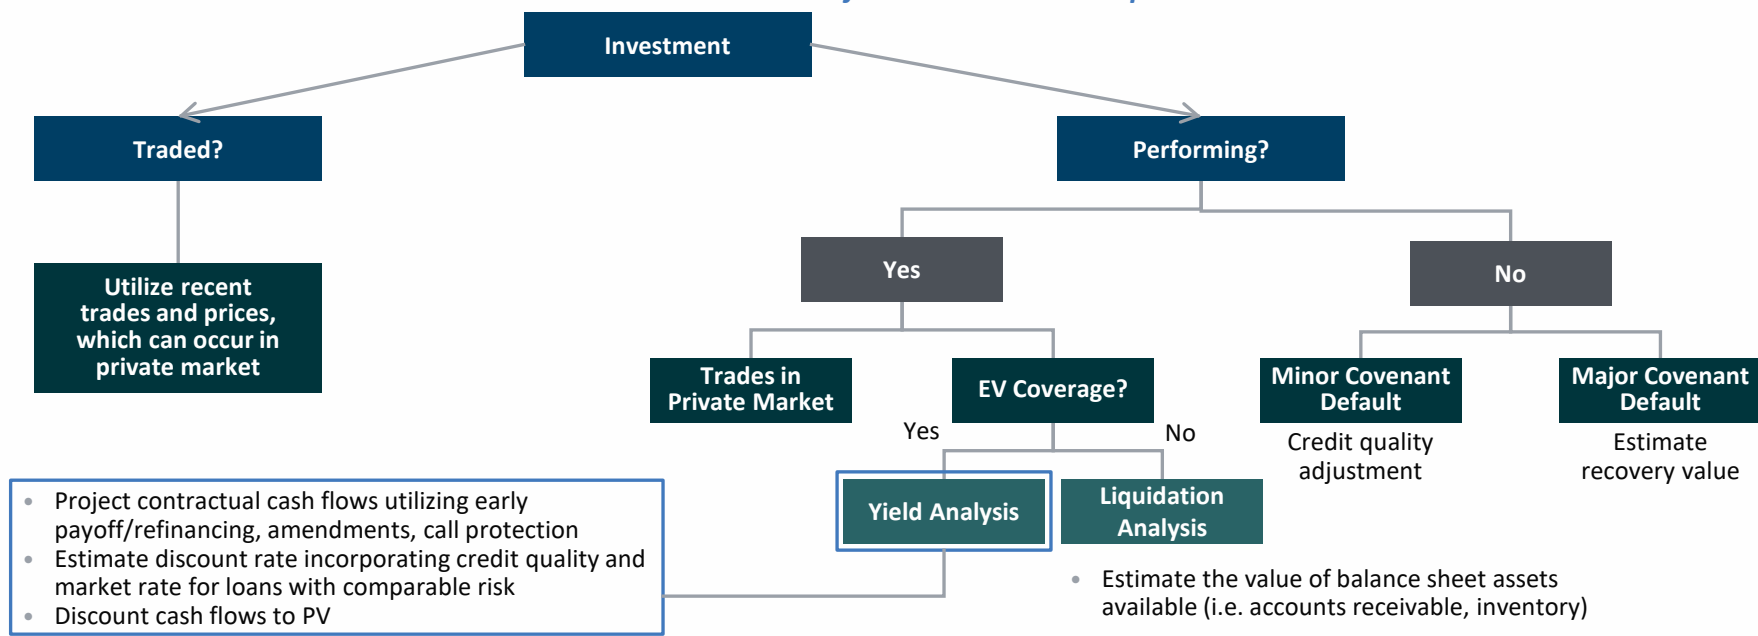 Investment
Traded?
Performing?
Utilize recent
trades and prices,
which can occur in
private market
Yes
No
Trades in
Private Market
EV Coverage?
Minor Covenant
Default
Major Covenant
Default
Yes
No
Credit quality
adjustment
Estimate
recovery value
Yield Analysis
Liquidation
Analysis
• Project contractual cash flows utilizing early
payoff/refinancing, amendments, call protection
• Estimate discount rate incorporating credit quality and
market rate for loans with comparable risk
• Discount cash flows to PV
• Estimate the value of balance sheet assets
available (i.e. accounts receivable, inventory)